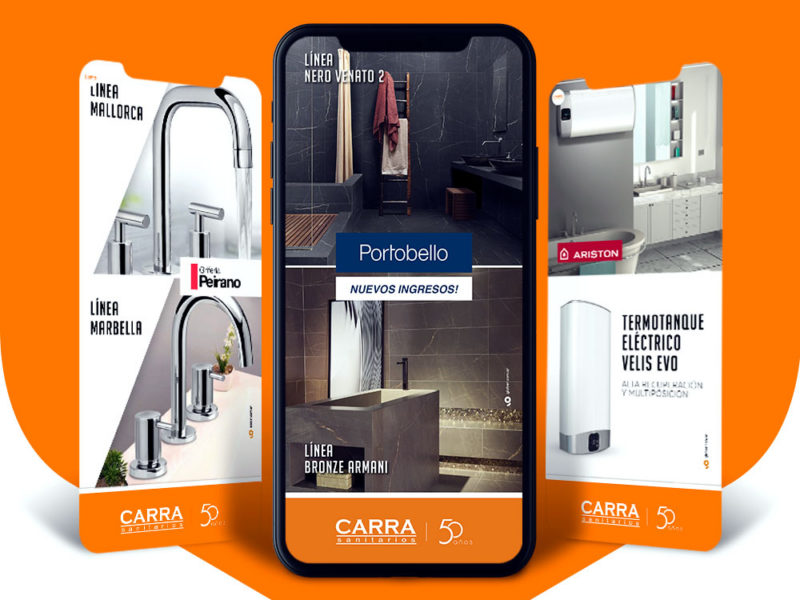 LÍNEA
MALLORCA
Peirano
LÍNEA
MARBELLA
CARRA
sanitarios
50
años
LÍNEA
NERO VENATO 2
Portobello
NUEVOS INGRESOS!
LÍNEA
BRONZE ARMANI
CARRA
sanitarios
50
años
ARISTON
TERMOTANQUE
ELÉCTRICO
VELIS EVO
ALTA RECUPERACIÓN
Y MULTIPOSICIÓN
CARRA
sanitarios
50
años